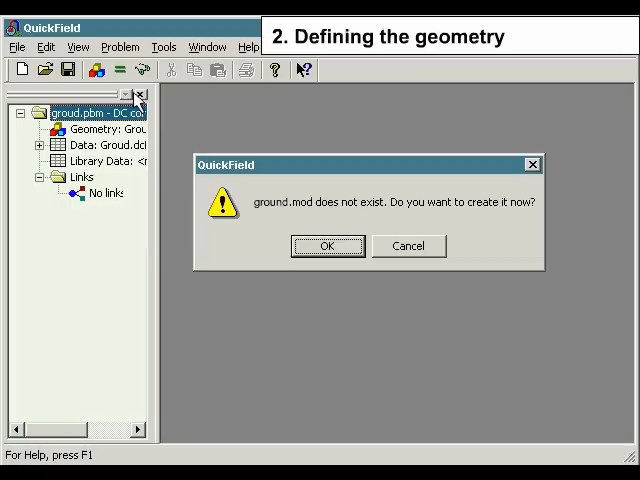 QuickField
2. Defining the geometry
File Edit View Problem Tools Window
groud.pbm - DC co
Geometry: Grou
Data: Groud.dcl
Library Data: <r
Links
No links
QuickField
ground.mod does not exist. Do you want to create it now?
OK Cancel
For Help, press F1